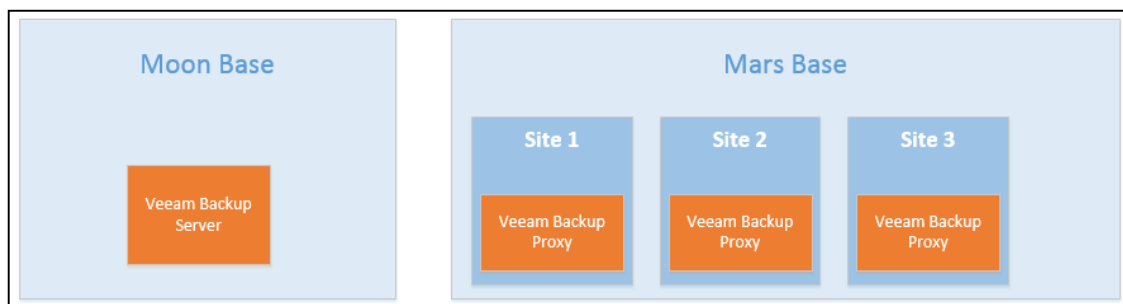 Moon Base
Mars Base
Site 1
Site 2
Site 3
Veeam Backup
Server
Veeam Backup
Proxy
Veeam Backup
Proxy
Veeam Backup
Proxy